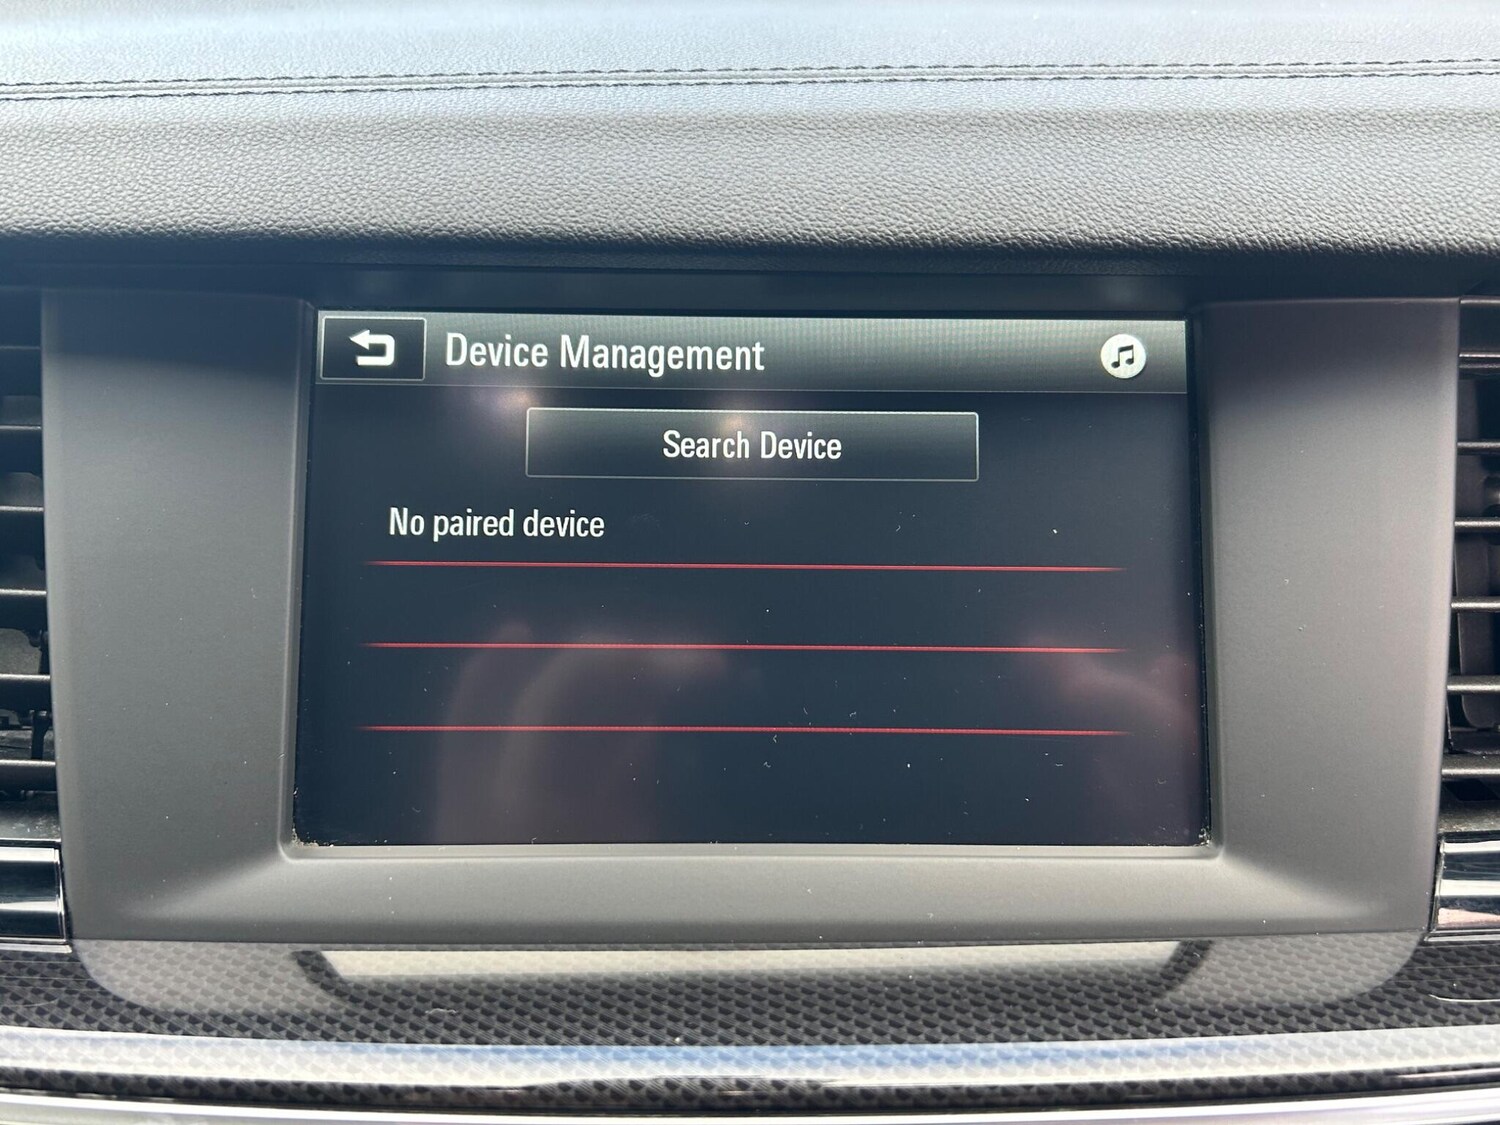 Device Management
Search Device
No paired device